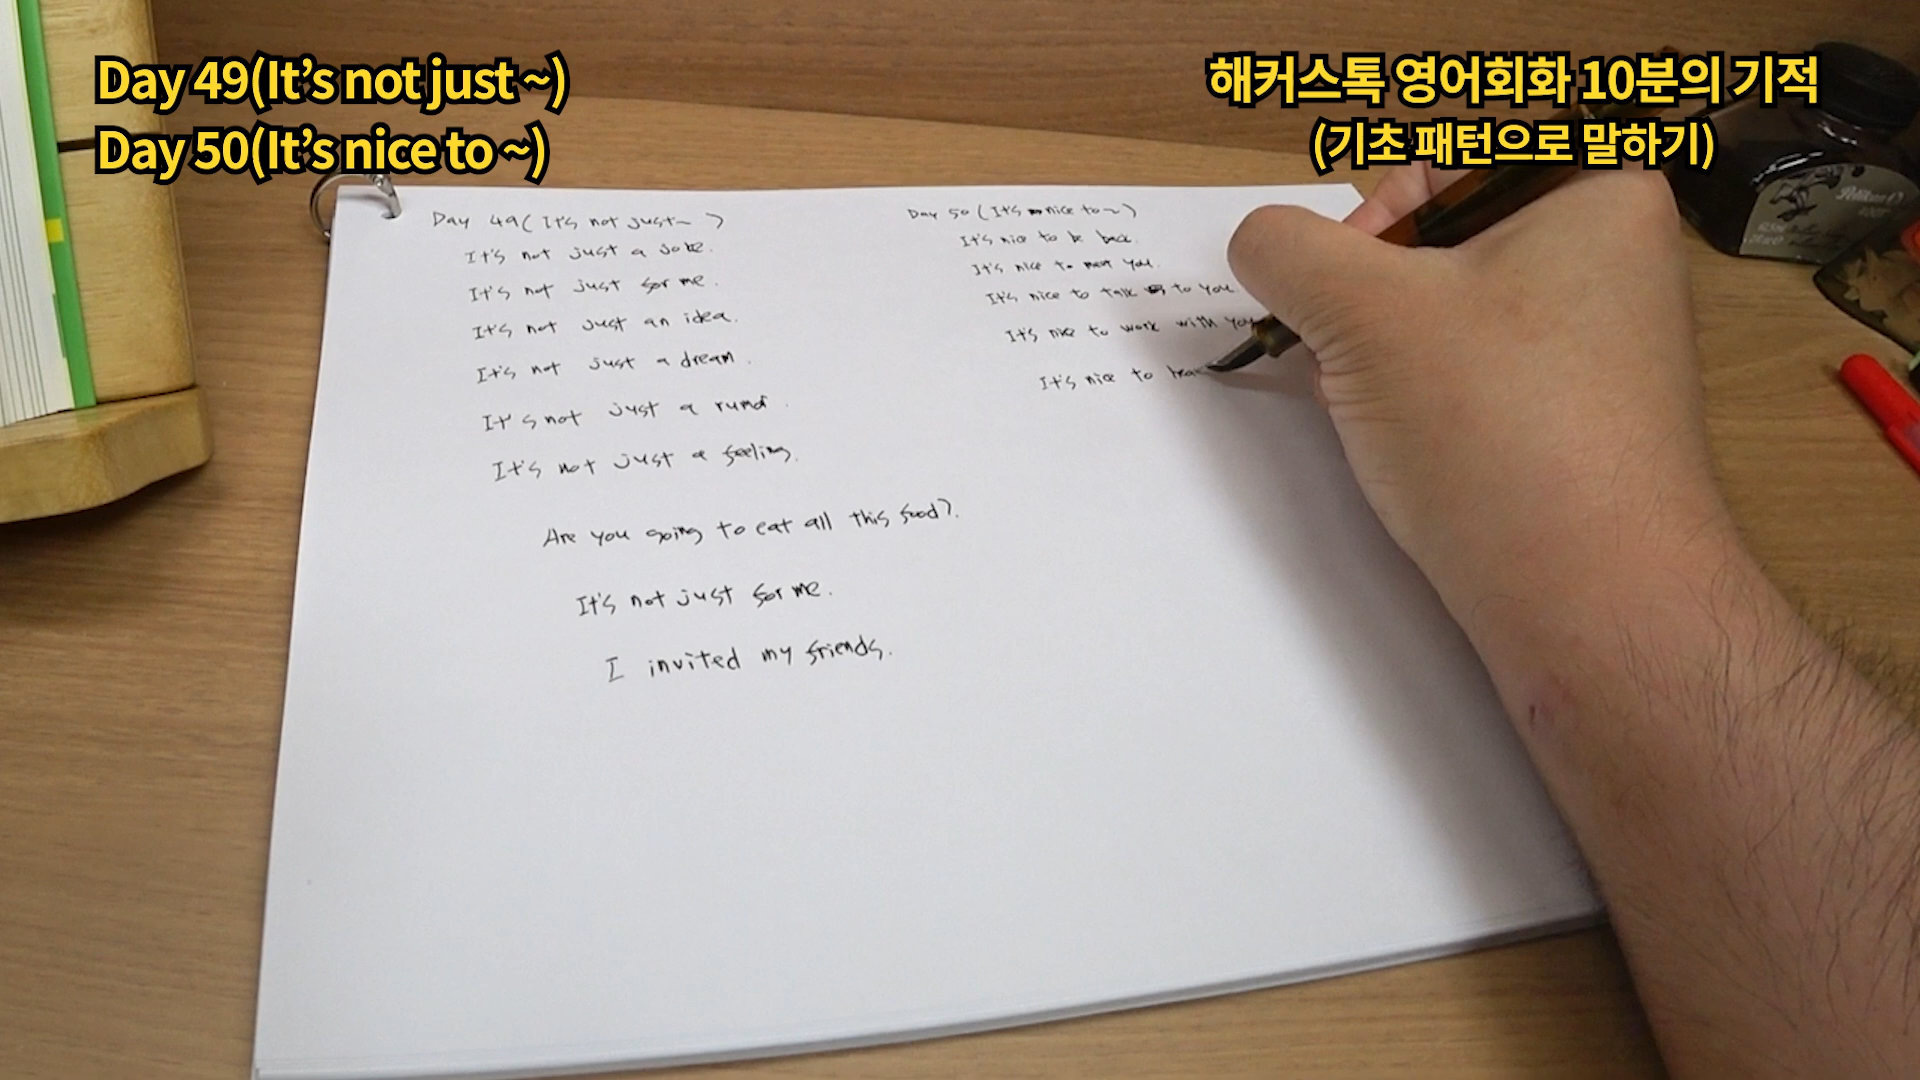 Day 49(It's not just ~)
Day 50(It's nice to ~)
해커스톡 영어회화 10분의 기적
(기초 패턴으로 말하기)
Day 49(It's not just~ )
It's not just a joke.
It's not just for me.
It's not just an idea.
It's not just a dream.
It's not just a rumor.
It's not just a feeling.
Are you going to eat all this food?.
It's not just for me.
I invited my friends.
Day 50 (It's nice to~)
It's nice to be back.
It's nice to meet you.
It's nice to talk to you.
It's nice to work with you
It's nice to hear
Pelikan